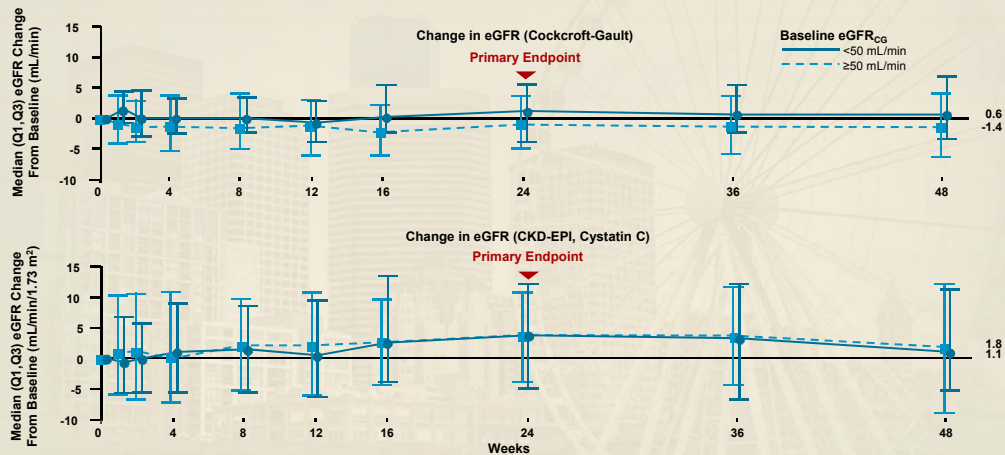 Change in eGFR (Cockcroft-Gault)
Primary Endpoint
Baseline eGFRCG
<50 mL/min
≥50 mL/min
Median (Q1,Q3) eGFR Change
From Baseline (mL/min)
15
10
5
0
-5
-10
0.6
-1.4
0 4 8 12 16 24 36 48
Change in eGFR (CKD-EPI, Cystatin C)
Primary Endpoint
Median (Q1,Q3) eGFR Change
From Baseline (mL/min/1.73 m²)
15
10
5
0
-5
-10
1.8
1.1
0 4 8 12 16 24 36 48
Weeks